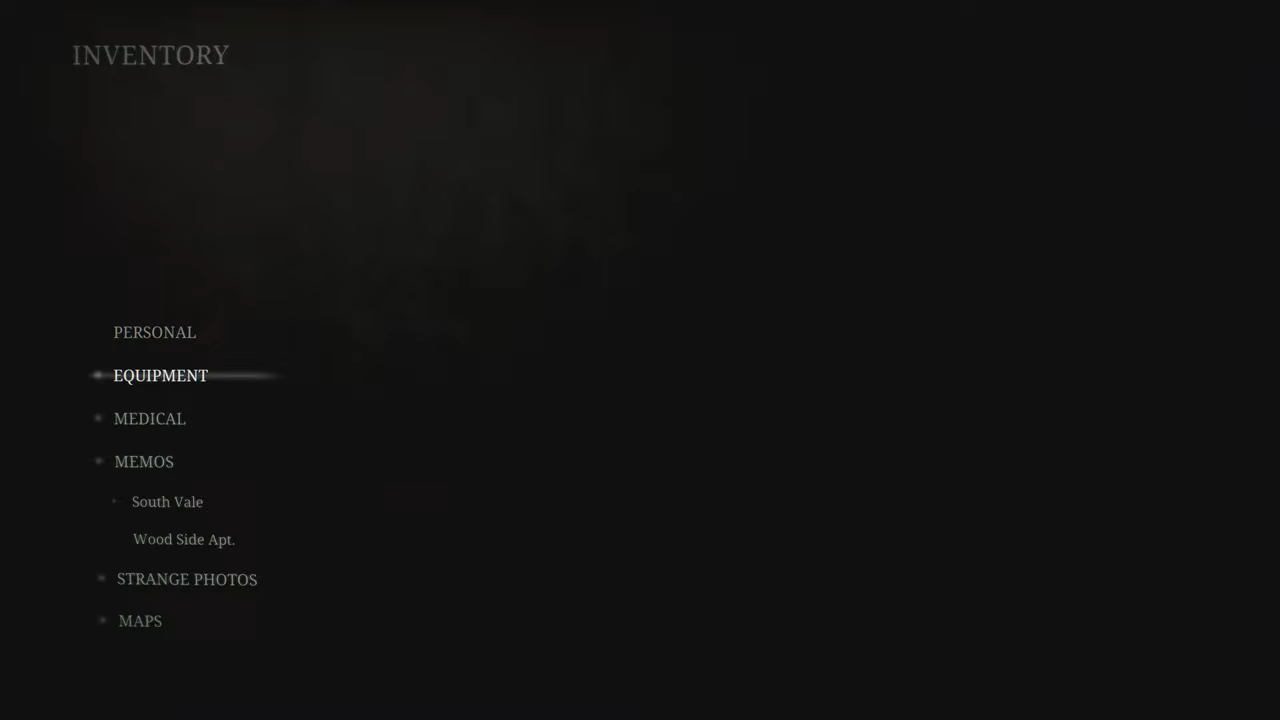 INVENTORY
PERSONAL
EQUIPMENT
MEDICAL
MEMOS
South Vale
Wood Side Apt.
STRANGE PHOTOS
MAPS